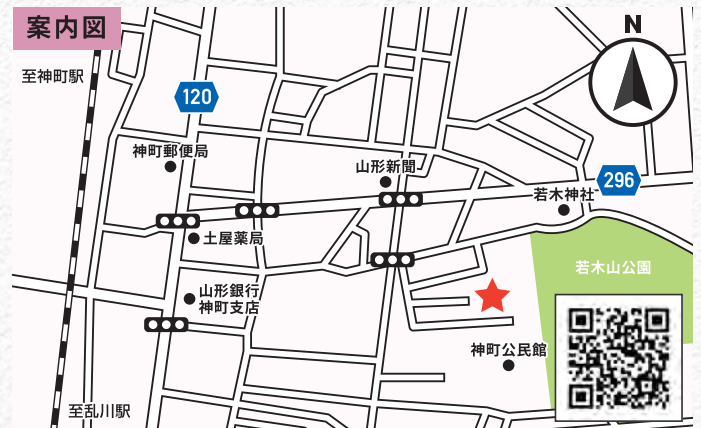 案内図
N
至神町駅
120
神町郵便局
山形新聞
296
若木神社
土屋薬局
若木山公園
山形銀行
神町支店
神町公民館
至乱川駅